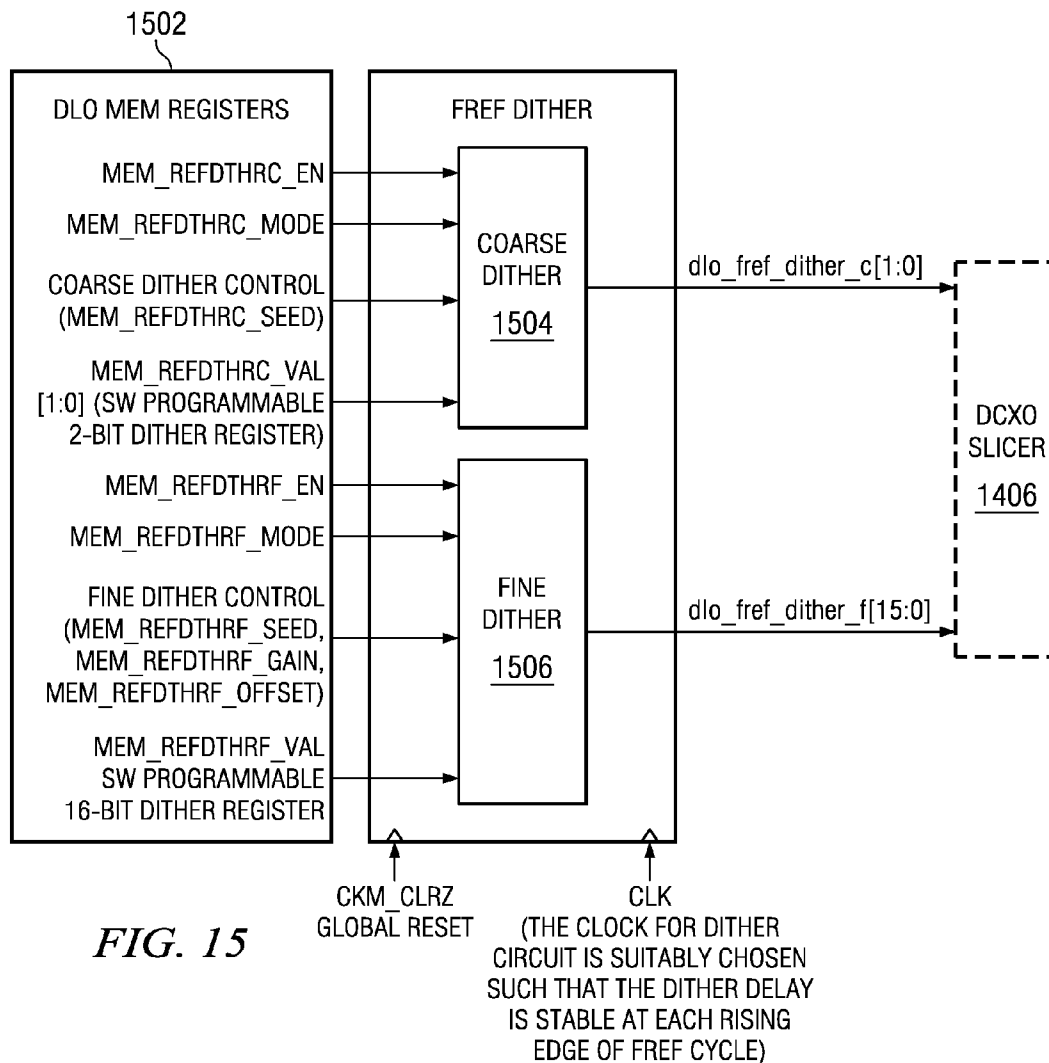 1502
DLO MEM REGISTERS
MEM_REFDTHRC_EN
MEM_REFDTHRC_MODE
COARSE DITHER CONTROL
(MEM_REFDTHRC_SEED)
MEM_REFDTHRC_VAL
[1:0] (SW PROGRAMMABLE
2-BIT DITHER REGISTER)
MEM_REFDTHRF_EN
MEM_REFDTHRF_MODE
FINE DITHER CONTROL
(MEM_REFDTHRF_SEED,
MEM_REFDTHRF_GAIN,
MEM_REFDTHRF_OFFSET)
MEM_REFDTHRF_VAL
SW PROGRAMMABLE
16-BIT DITHER REGISTER
FREF DITHER
COARSE
DITHER
1504
FINE
DITHER
1506
dlo_fref_dither_c[1:0]
dlo_fref_dither_f[15:0]
DCXO
SLICER
1406
CKM_CLRZ
GLOBAL RESET
CLK
(THE CLOCK FOR DITHER
CIRCUIT IS SUITABLY CHOSEN
SUCH THAT THE DITHER DELAY
IS STABLE AT EACH RISING
EDGE OF FREF CYCLE)
FIG. 15